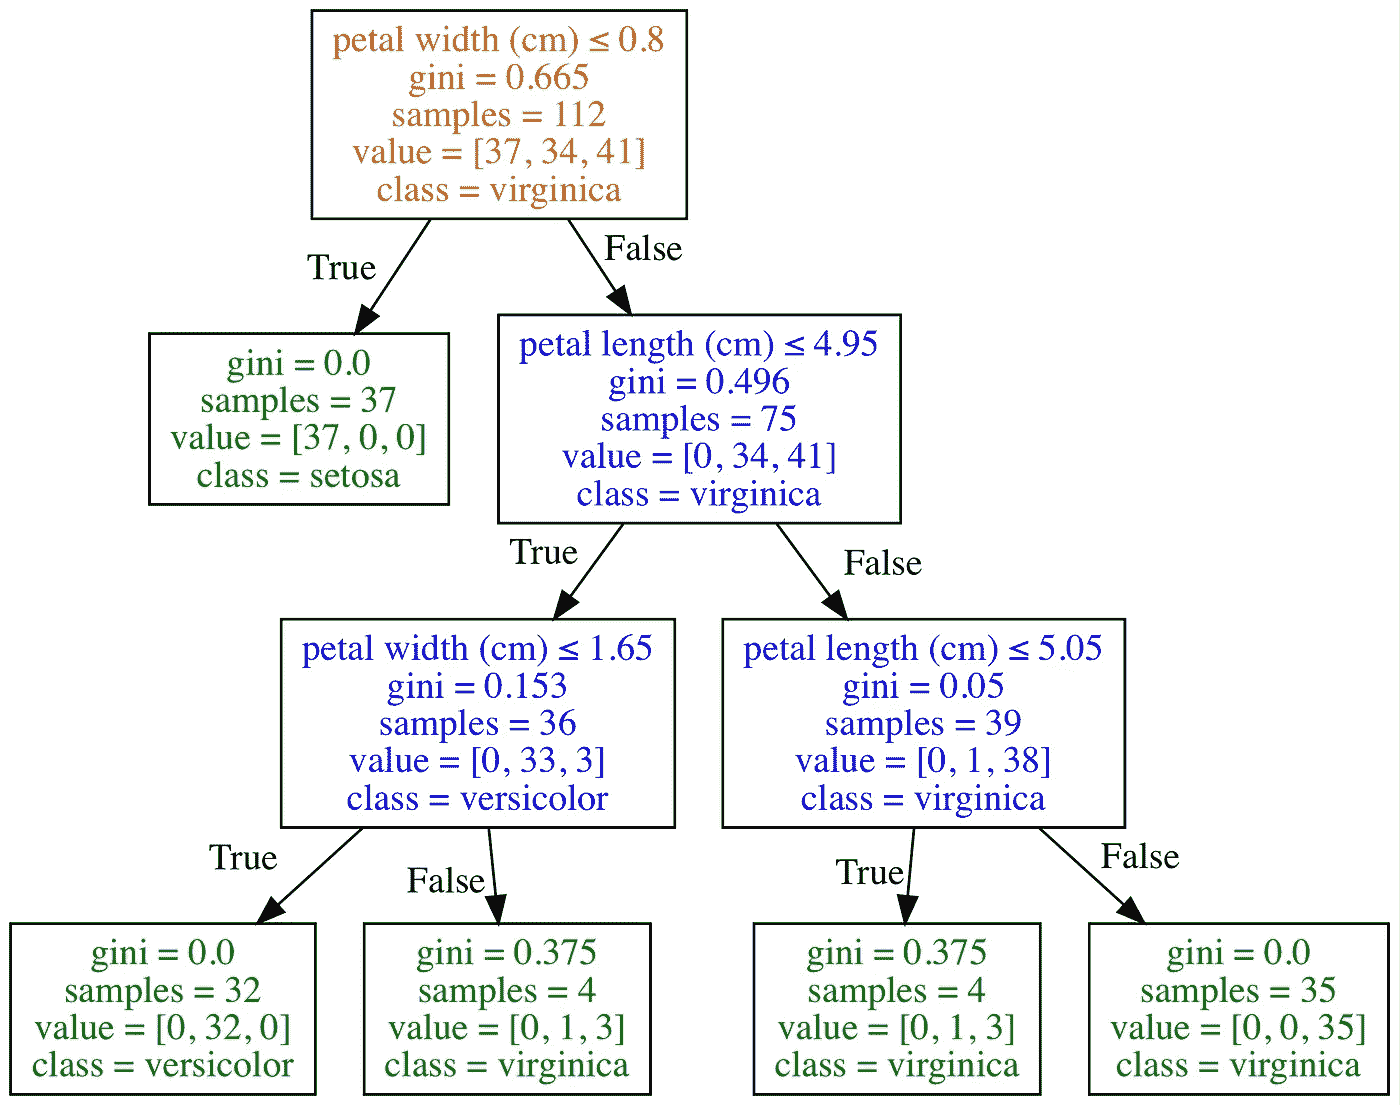 petal width (cm) ≤ 0.8
gini = 0.665
samples = 112
value = [37, 34, 41]
class = virginica
True
False
gini = 0.0
samples = 37
value = [37, 0, 0]
class = setosa
petal length (cm) ≤ 4.95
gini = 0.496
samples = 75
value = [0, 34, 41]
class = virginica
True
False
petal width (cm) ≤ 1.65
gini = 0.153
samples = 36
value = [0, 33, 3]
class = versicolor
petal length (cm) ≤ 5.05
gini = 0.05
samples = 39
value = [0, 1, 38]
class = virginica
True
False
True
False
gini = 0.0
samples = 32
value = [0, 32, 0]
class = versicolor
gini = 0.375
samples = 4
value = [0, 1, 3]
class = virginica
gini = 0.375
samples = 4
value = [0, 1, 3]
class = virginica
gini = 0.0
samples = 35
value = [0, 0, 35]
class = virginica